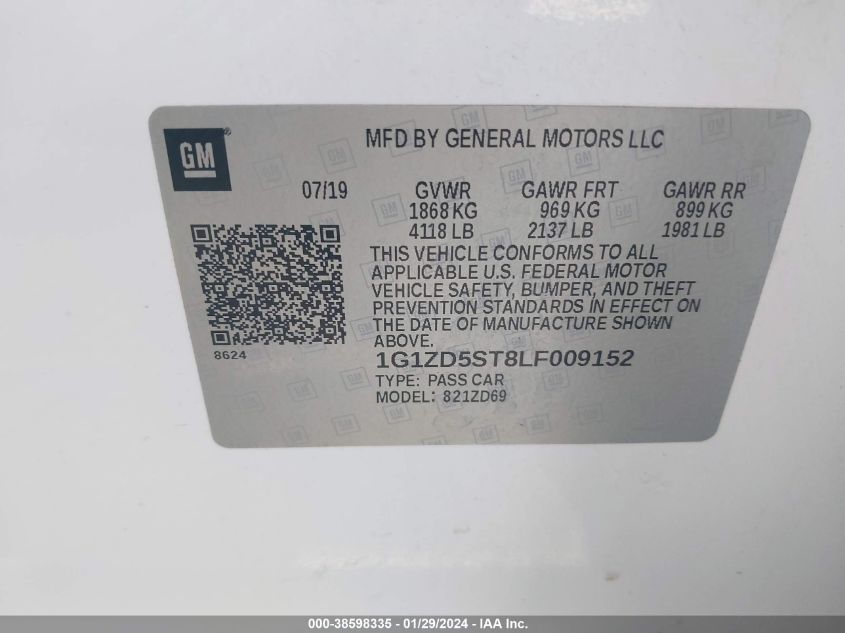 GM ®
MFD BY GENERAL MOTORS LLC
07/19 GVWR GAWR FRT GAWR RR
1868 KG 969 KG 899 KG
4118 LB 2137 LB 1981 LB
THIS VEHICLE CONFORMS TO ALL
APPLICABLE U.S. FEDERAL MOTOR
VEHICLE SAFETY, BUMPER, AND THEFT
PREVENTION STANDARDS IN EFFECT ON
THE DATE OF MANUFACTURE SHOWN
ABOVE.
8624
1G1ZD5ST8LF009152
TYPE: PASS CAR
MODEL: 821ZD69
000-38598335 - 01/29/2024 - IAA Inc.